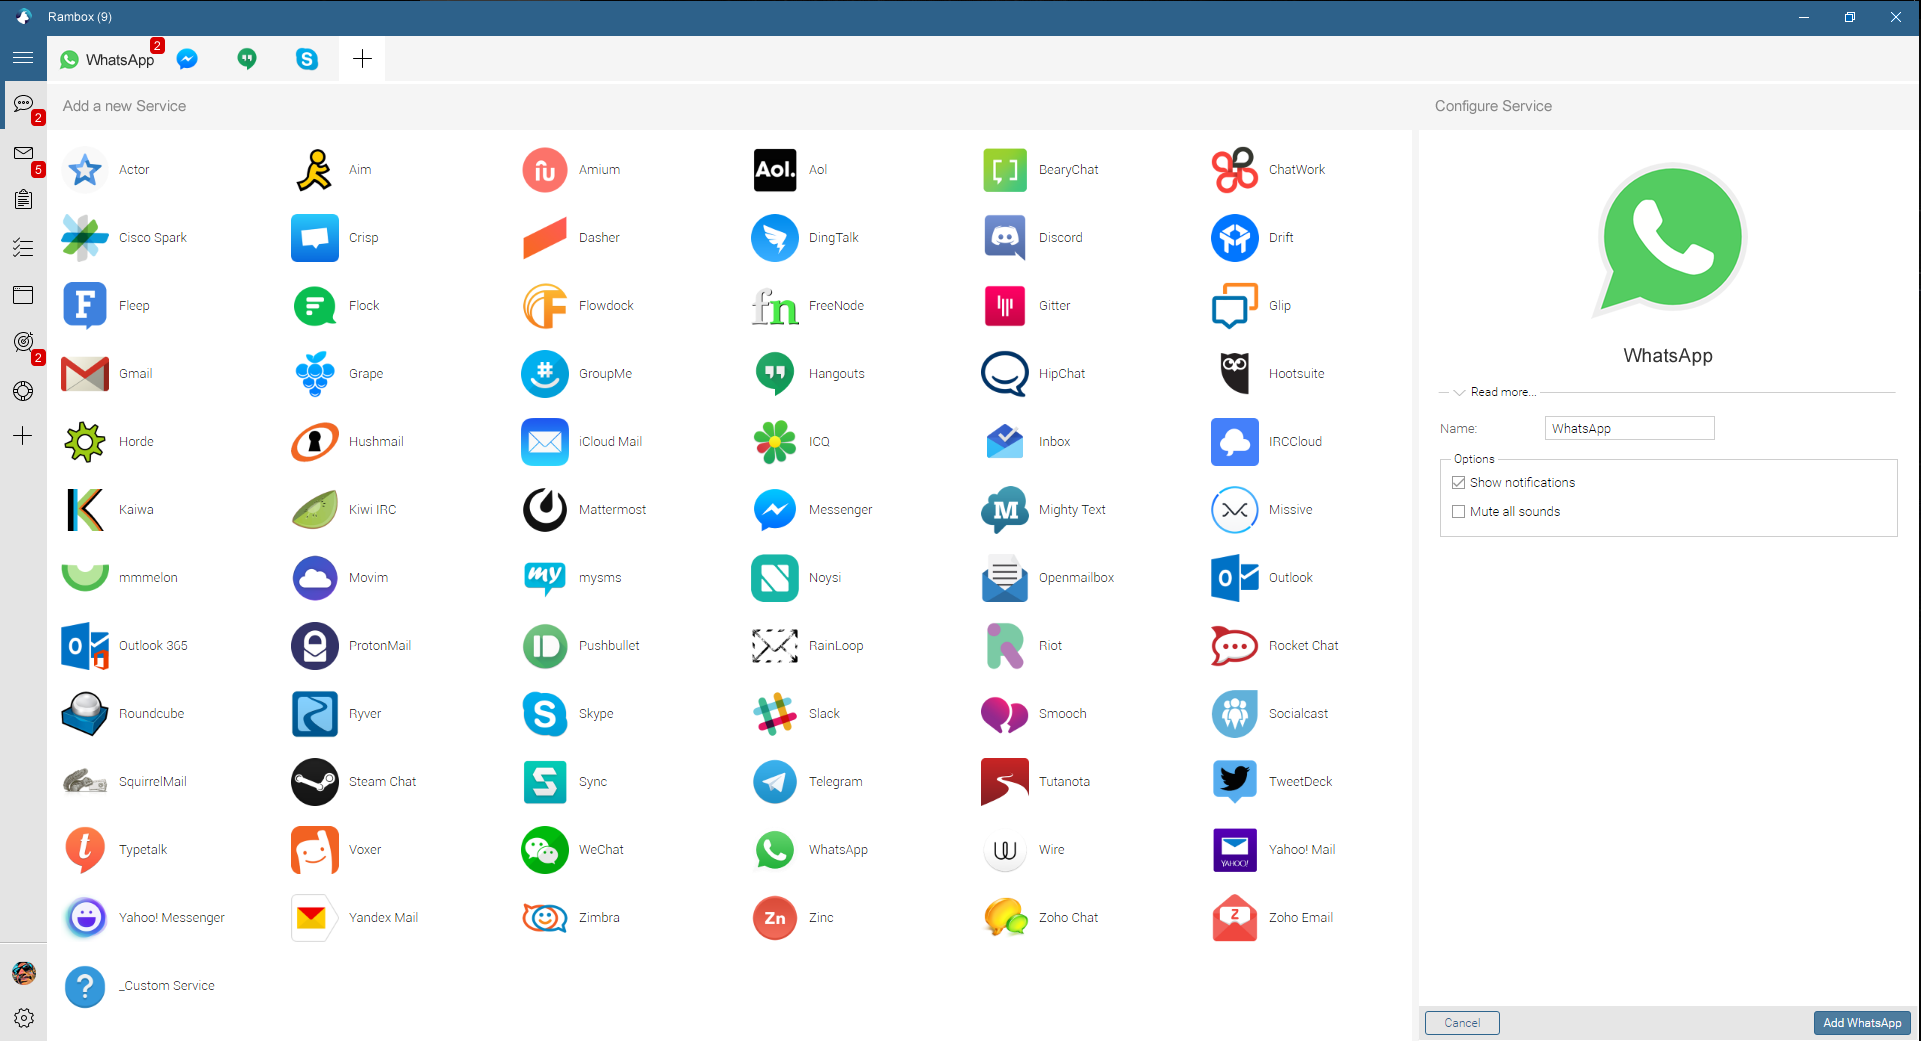 Rambox (9)
WhatsApp 2
2
5
2
Add a new Service
Configure Service
Actor Aim Amium Aol. Aol BearyChat ChatWork
Cisco Spark Crisp Dasher DingTalk Discord Drift
Fleep Flock Flowdock fn FreeNode Gitter Glip
Gmail Grape GroupMe Hangouts HipChat Hootsuite
Horde Hushmail iCloud Mail ICQ Inbox IRCCloud
Kaiwa Kiwi IRC Mattermost Messenger M Mighty Text Missive
mmmelon Movim my mysms Noysi Openmailbox Outlook
Outlook 365 ProtonMail Pushbullet RainLoop Riot Rocket Chat
Roundcube Ryver Skype Slack Smooch Socialcast
SquirrelMail Steam Chat Sync Telegram Tutanota TweetDeck
Typetalk Voxer WeChat WhatsApp Wire YAHOO! Yahoo! Mail
Yahoo! Messenger Yandex Mail Zimbra Zn Zinc Zoho Chat Zoho Email
_Custom Service
WhatsApp
Read more...
Name: WhatsApp
Options
Show notifications
Mute all sounds
Cancel
Add WhatsApp